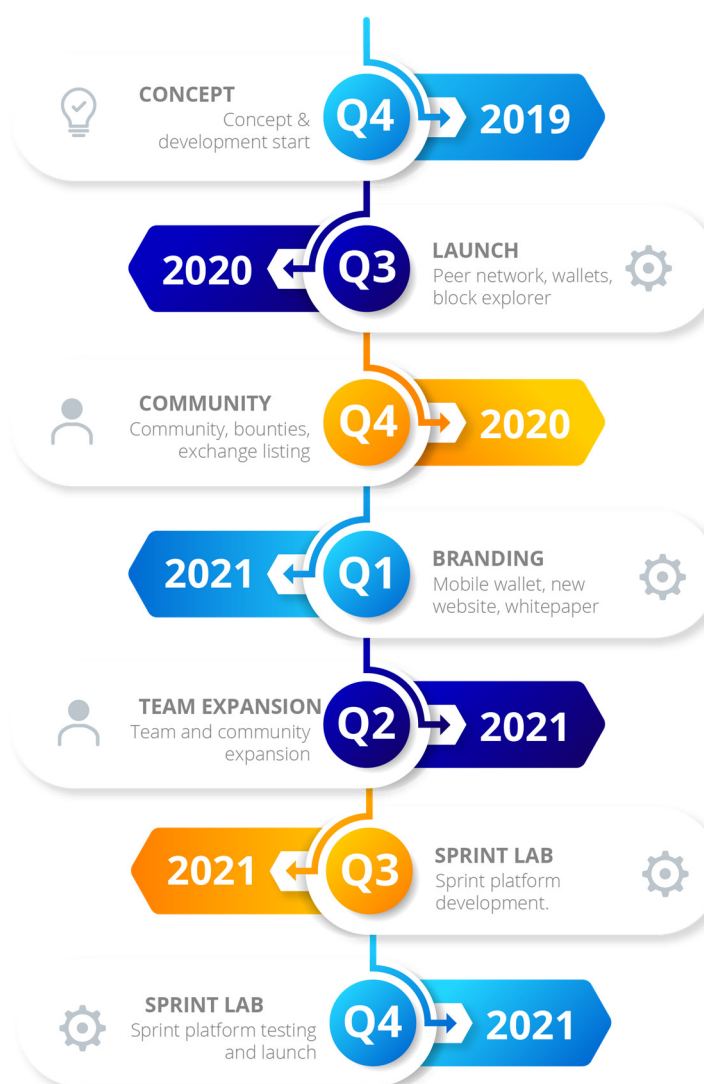 CONCEPT
Concept &
development start
Q4
2019
2020
Q3
LAUNCH
Peer network, wallets,
block explorer
COMMUNITY
Community, bounties,
exchange listing
Q4
2020
2021
Q1
BRANDING
Mobile wallet, new
website, whitepaper
TEAM EXPANSION
Team and community
expansion
Q2
2021
2021
Q3
SPRINT LAB
Sprint platform
development.
SPRINT LAB
Sprint platform testing
and launch
Q4
2021